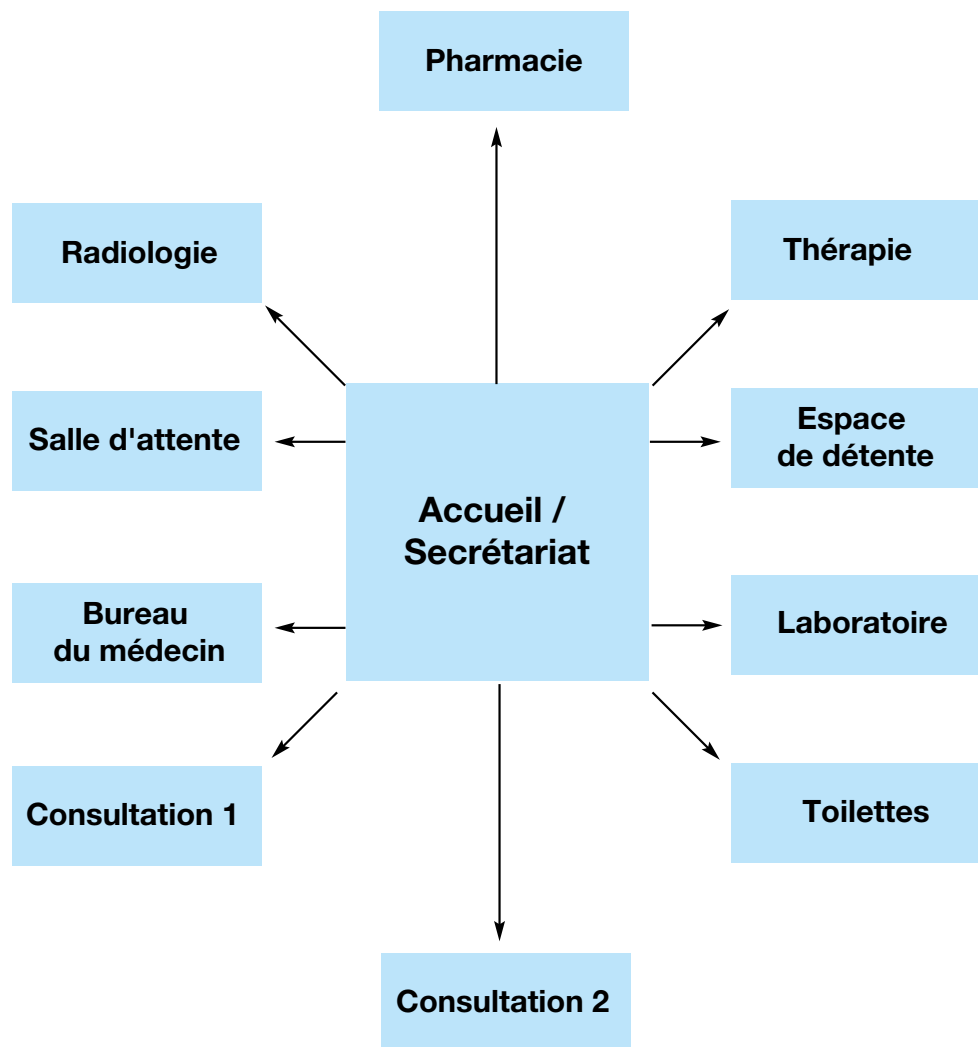 Pharmacie
Radiologie
Thérapie
Salle d'attente
Espace
de détente
Accueil /
Secrétariat
Bureau
du médecin
Laboratoire
Consultation 1
Toilettes
Consultation 2